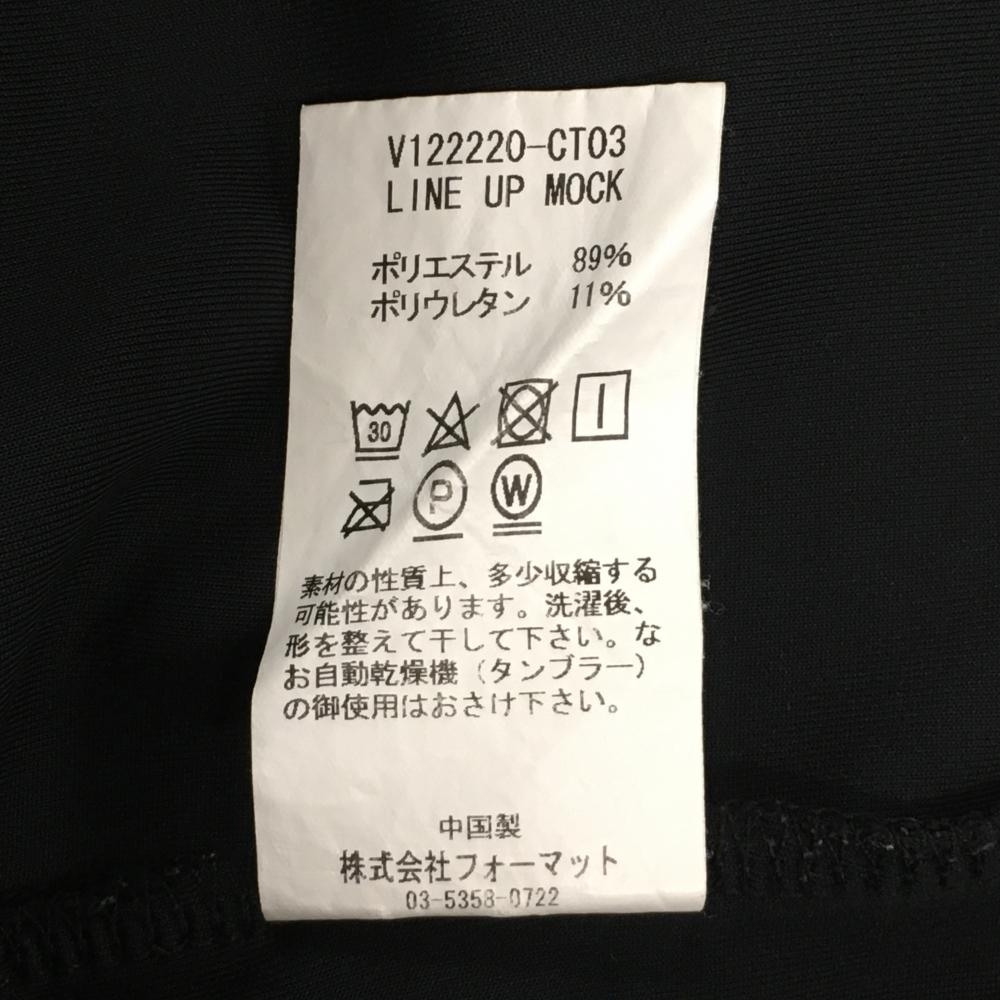 V122220-CT03
LINE UP MOCK
ポリエステル 89%
ポリウレタン 11%
30
P W
素材の性質上、多少収縮する
可能性があります。洗濯後、
形を整えて干して下さい。な
お自動乾燥機（タンブラー）
の御使用はおさけ下さい。
中国製
株式会社フォーマット
03-5358-0722